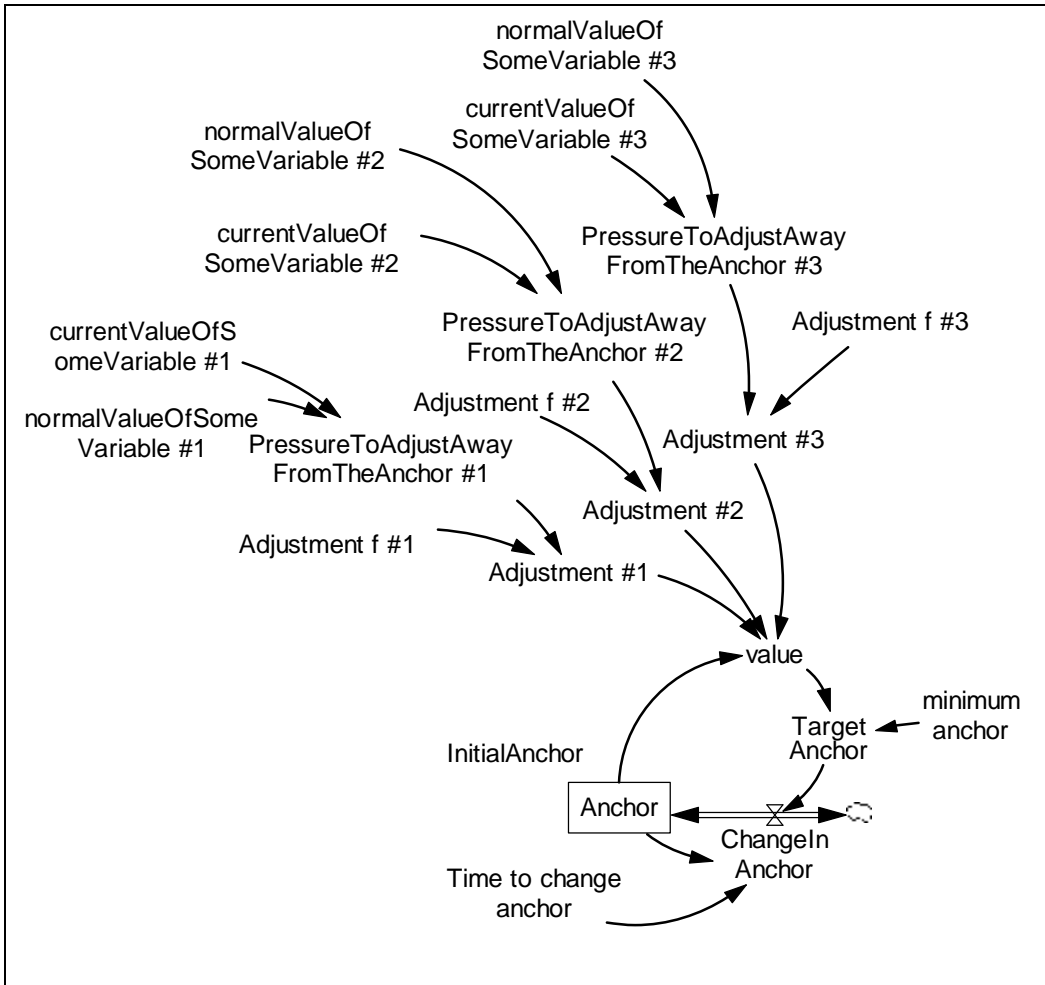 normalValueOf
SomeVariable #3
currentValueOf
SomeVariable #3
normalValueOf
SomeVariable #2
currentValueOf
SomeVariable #2
PressureToAdjustAway
FromTheAnchor #3
PressureToAdjustAway
FromTheAnchor #2
Adjustment f #3
currentValueOfS
omeVariable #1
normalValueOfSome
Variable #1
Adjustment f #2
Adjustment #3
PressureToAdjustAway
FromTheAnchor #1
Adjustment #2
Adjustment f #1
Adjustment #1
value
minimum
anchor
Target
Anchor
InitialAnchor
Anchor
ChangeIn
Anchor
Time to change
anchor